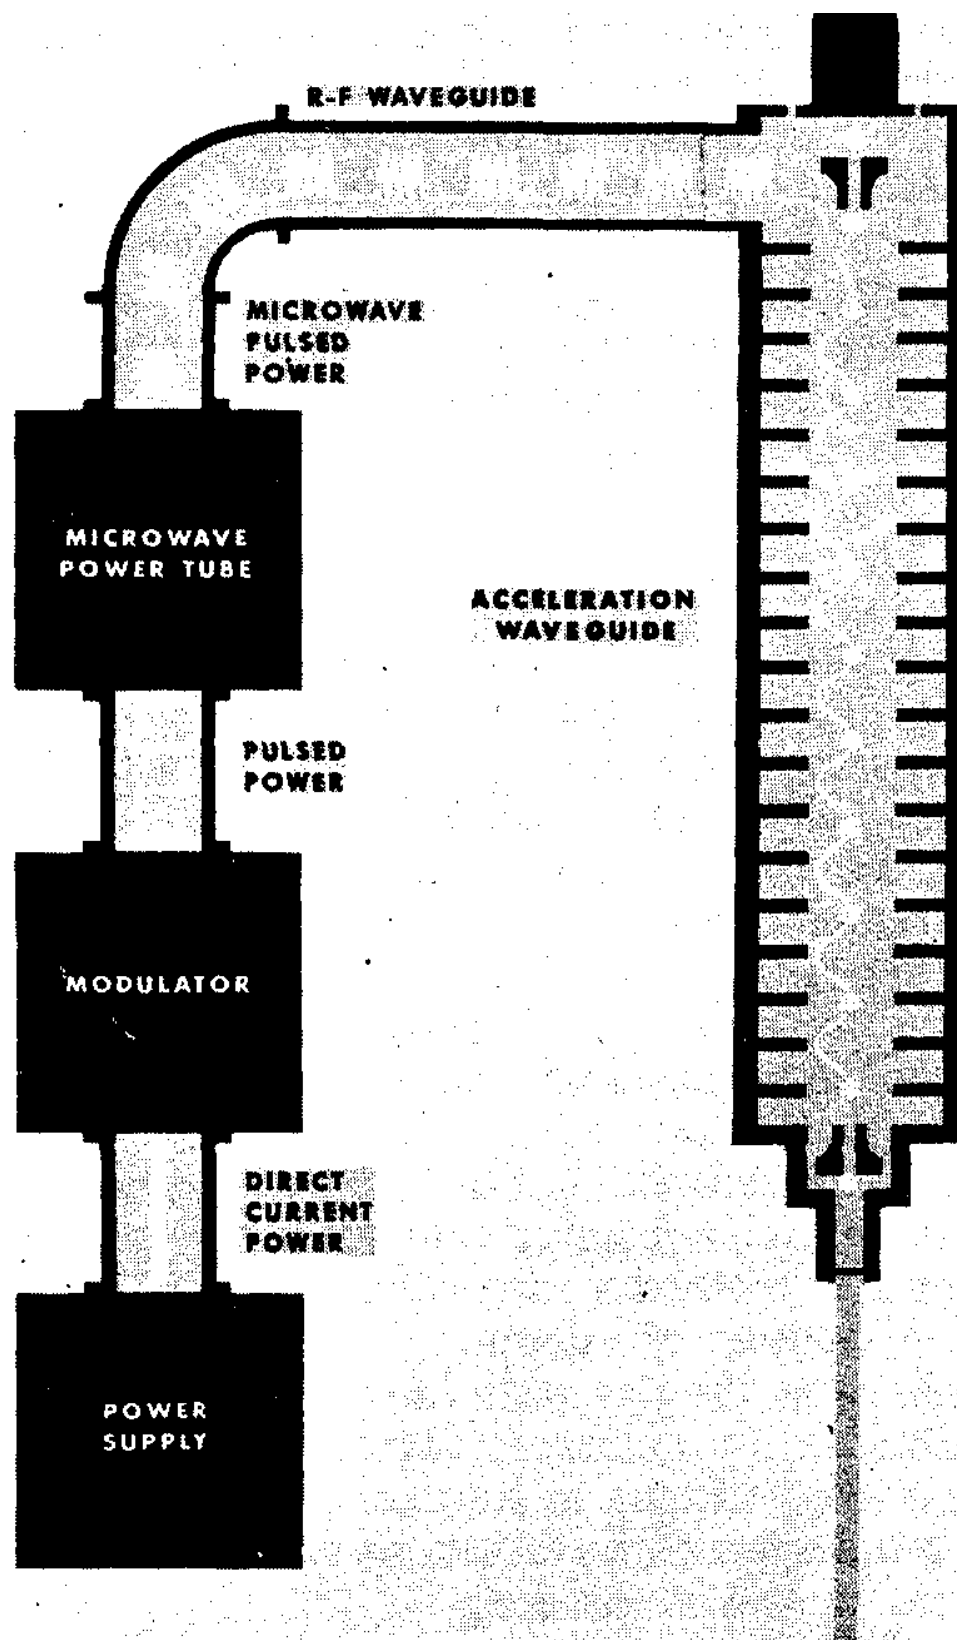 R-F WAVEGUIDE
MICROWAVE
PULSED
POWER
MICROWAVE
POWER TUBE
ACCELERATION
WAVEGUIDE
PULSED
POWER
MODULATOR
DIRECT
CURRENT
POWER
POWER
SUPPLY